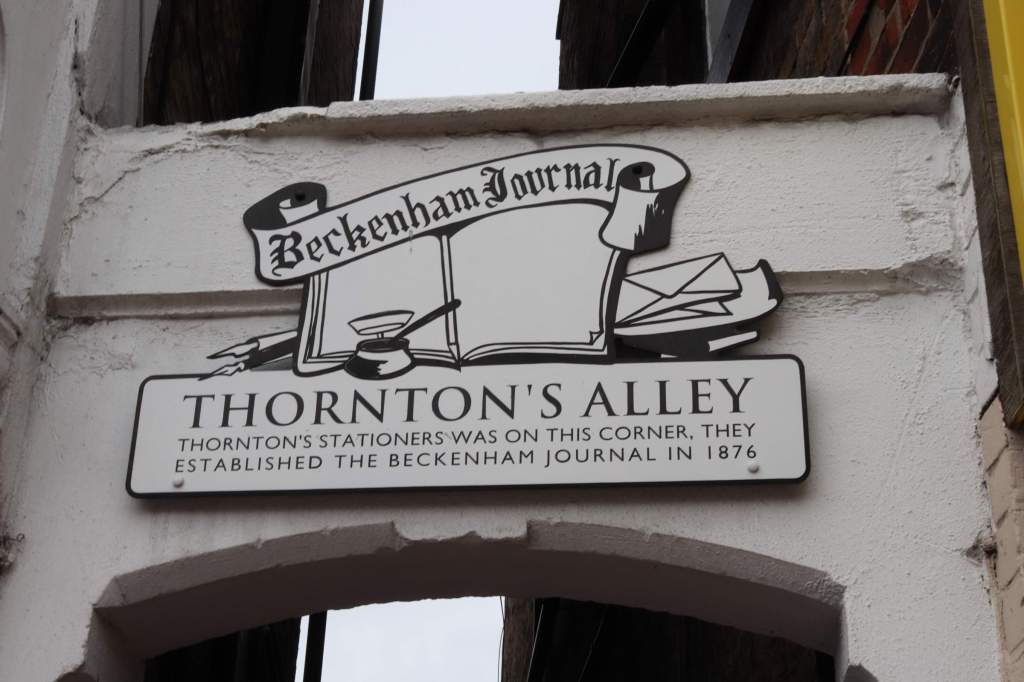 Beckenham Journal
THORNTON'S ALLEY
THORNTON'S STATIONERS WAS ON THIS CORNER, THEY
ESTABLISHED THE BECKENHAM JOURNAL IN 1876